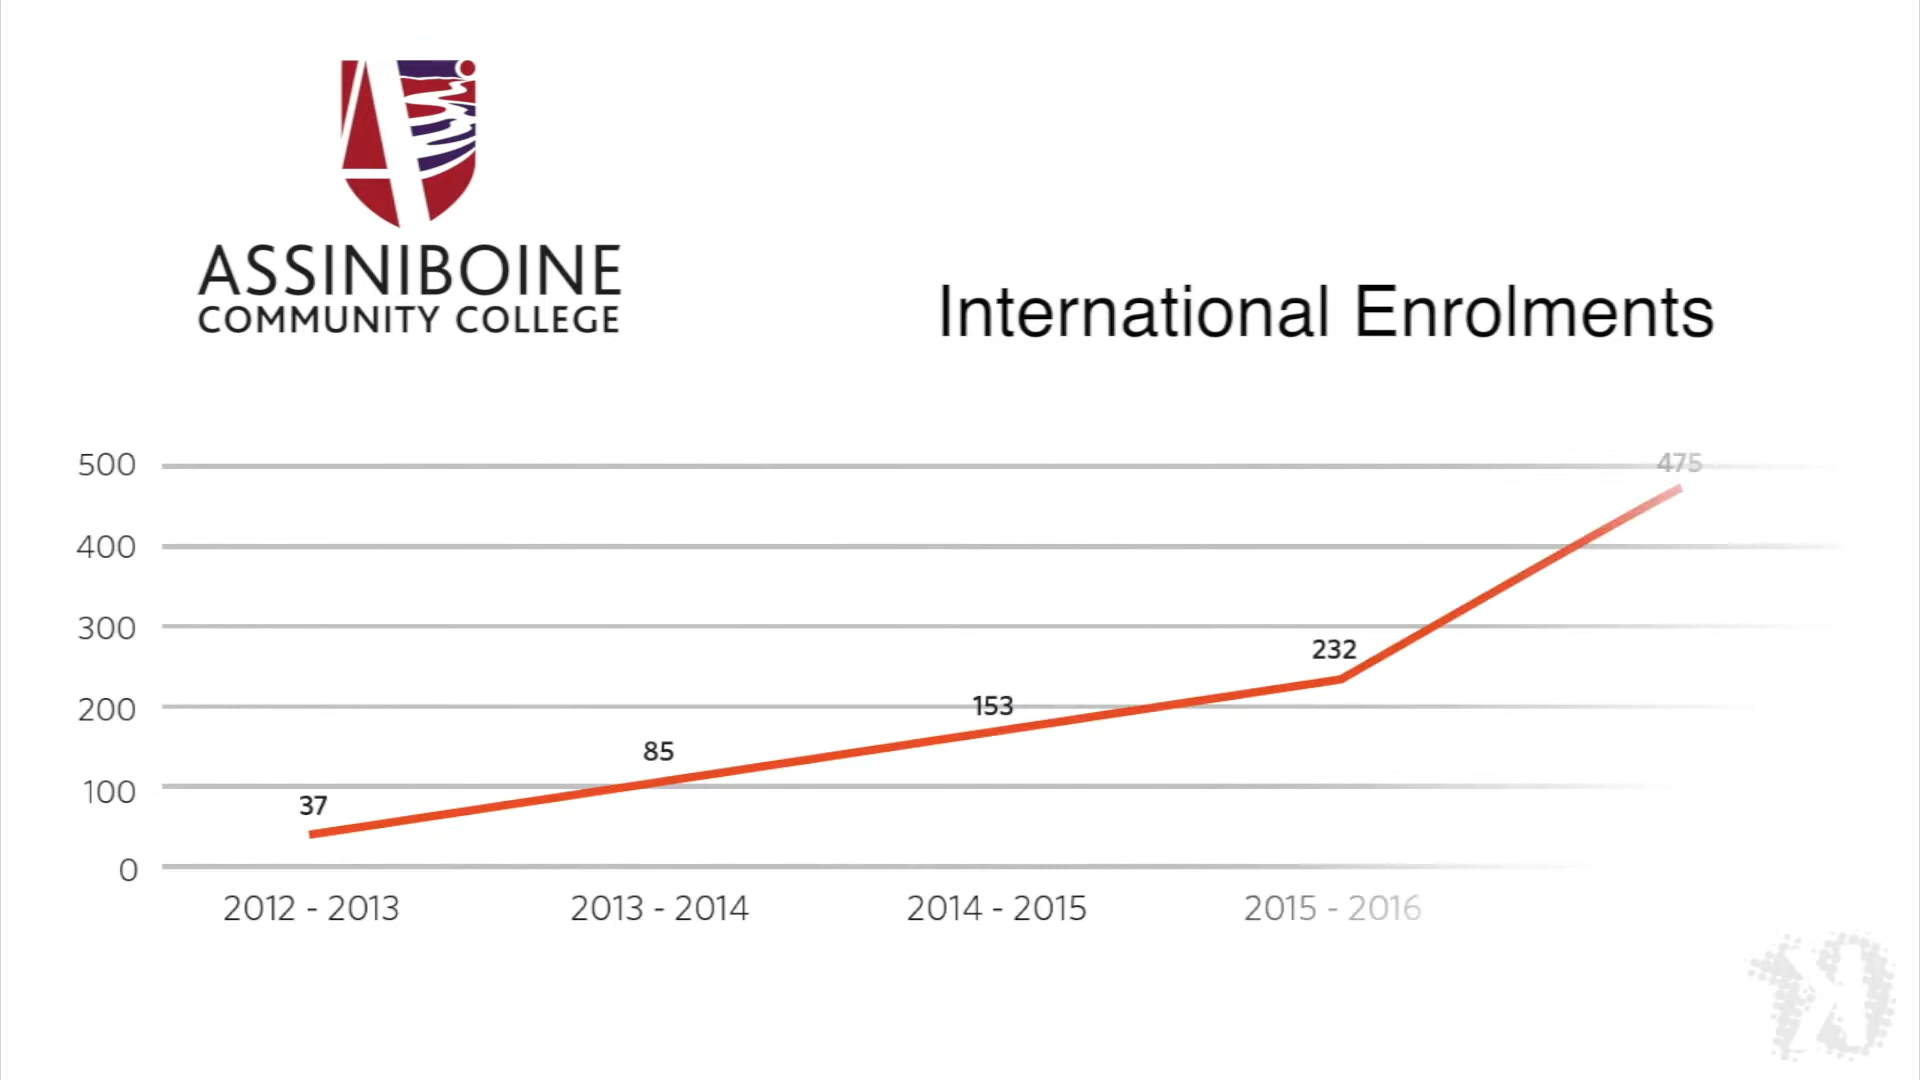 ASSINIBOINE
COMMUNITY COLLEGE
International Enrolments
500
475
400
300
232
200
153
85
100
37
0
2012 - 2013
2013 - 2014
2014 - 2015
2015 - 2016